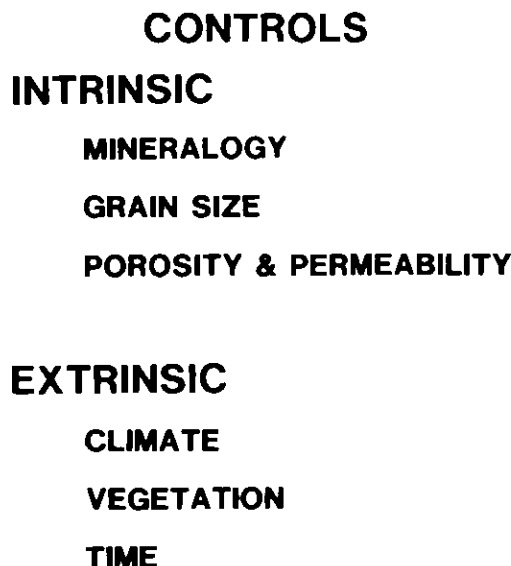 CONTROLS
INTRINSIC
MINERALOGY
GRAIN SIZE
POROSITY & PERMEABILITY
EXTRINSIC
CLIMATE
VEGETATION
TIME